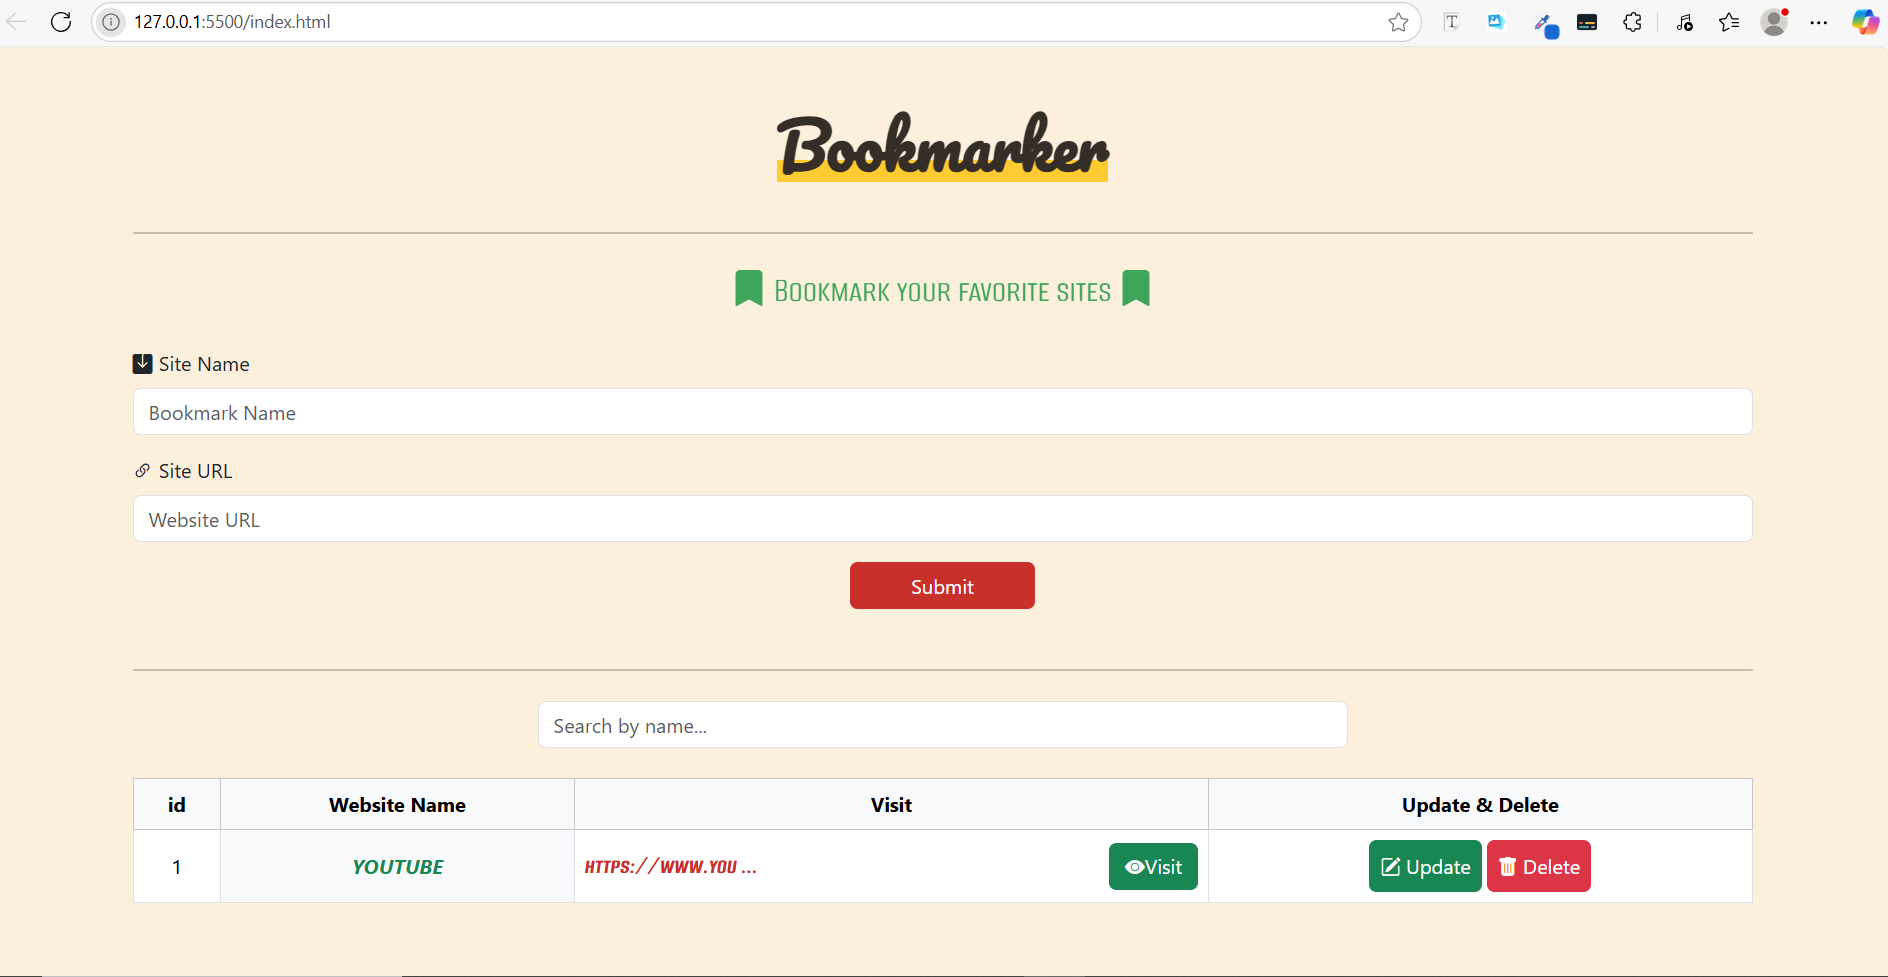 127.0.0.1:5500/index.html
Bookmarker
Bookmark your favorite sites
Site Name
Bookmark Name
Site URL
Website URL
Submit
Search by name...
id Website Name Visit Update & Delete
1 YOUTUBE HTTPS://WWW.YOU ... Visit Update Delete